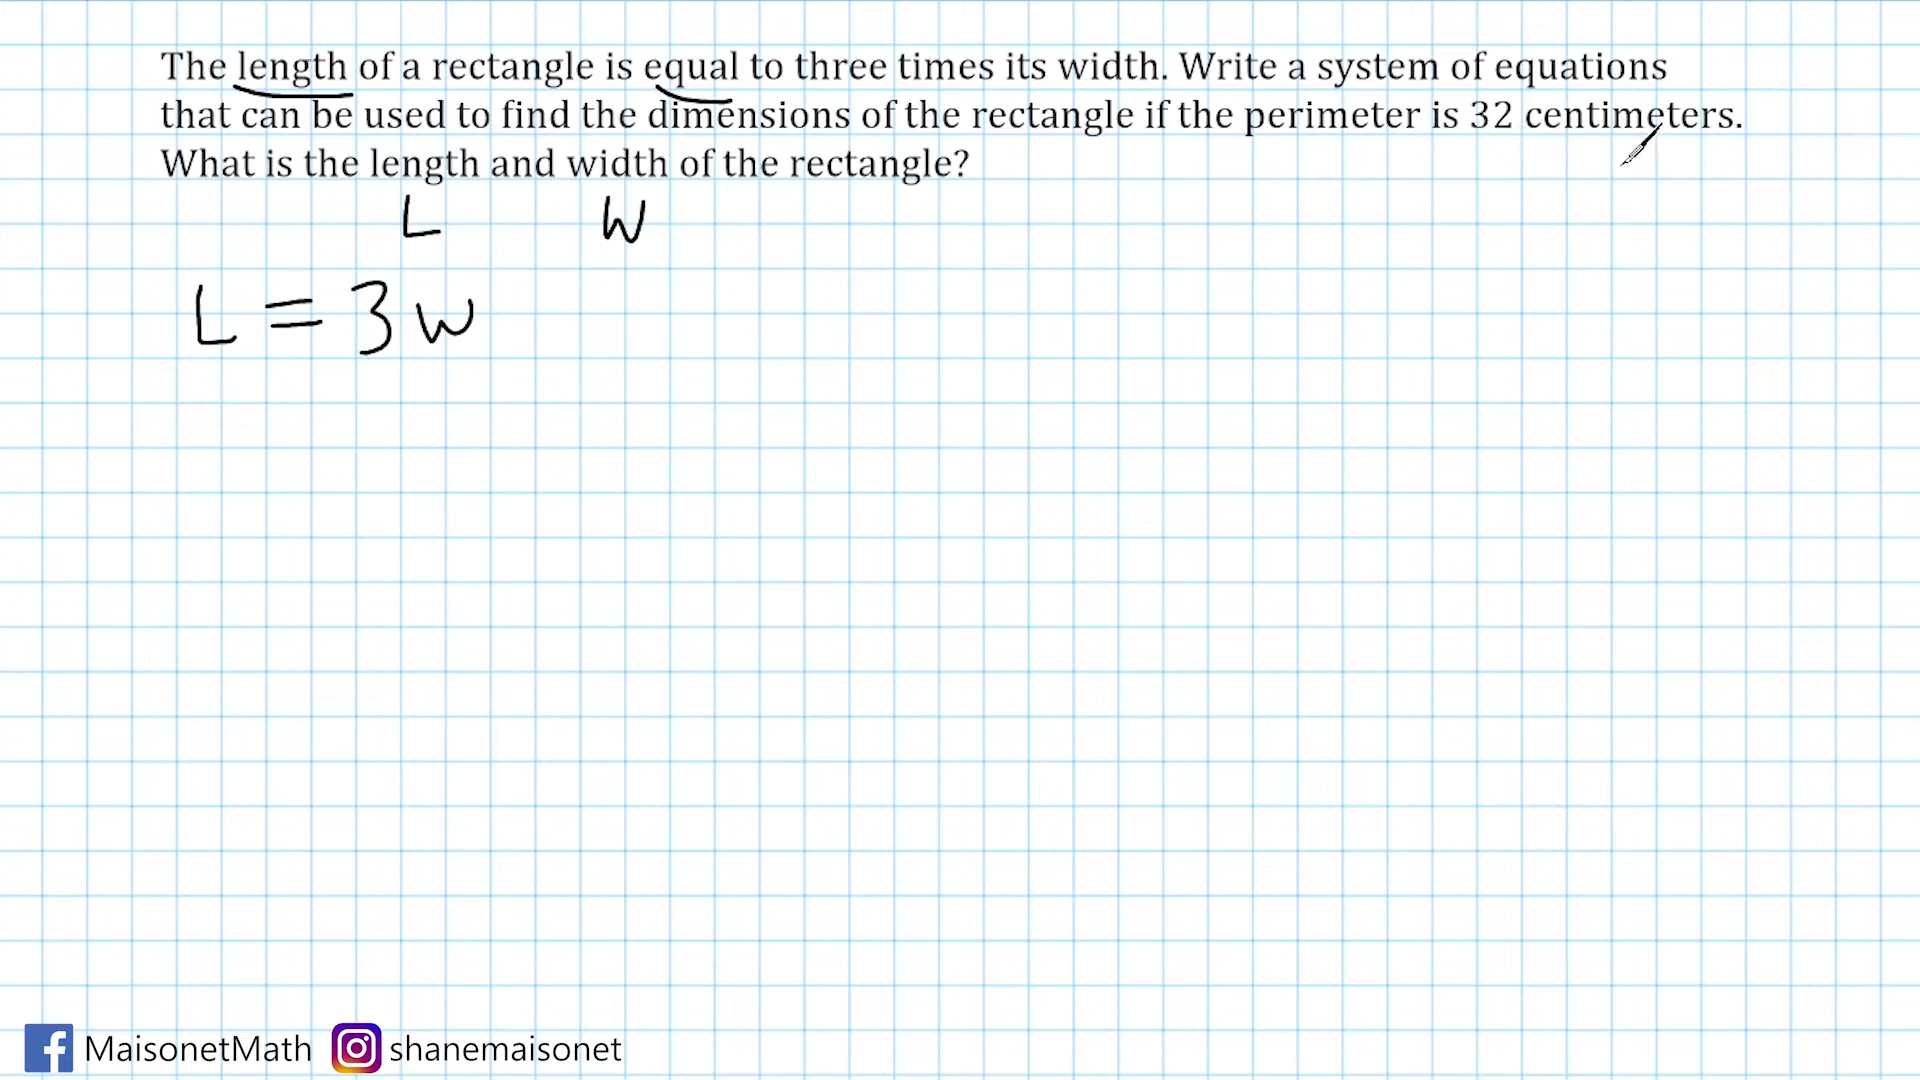 The length of a rectangle is equal to three times its width. Write a system of equations
that can be used to find the dimensions of the rectangle if the perimeter is 32 centimeters.
What is the length and width of the rectangle?
L W
L = 3w
MaisonetMath shanemaisonet